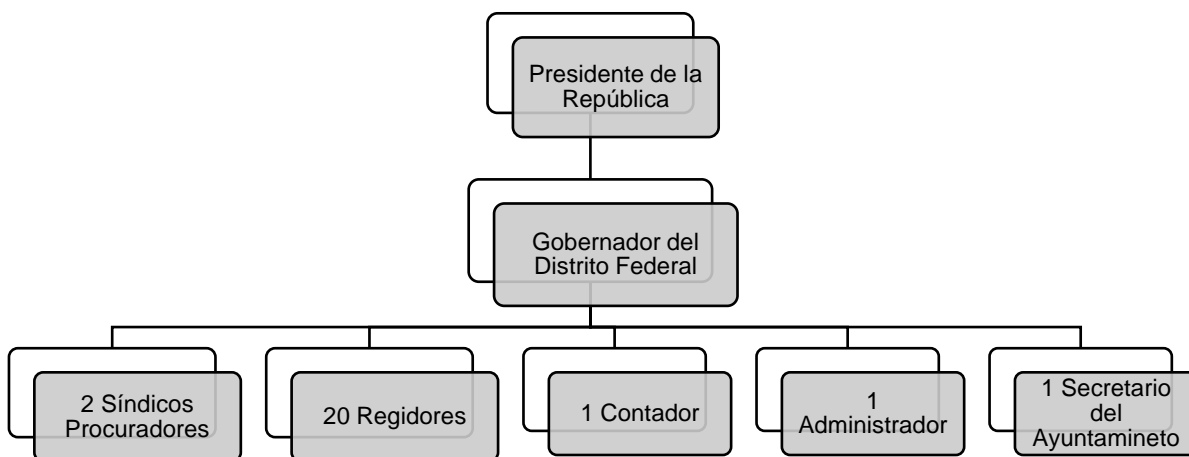 Presidente de la
República
Gobernador del
Distrito Federal
2 Síndicos
Procuradores
20 Regidores
1 Contador
1
Administrador
1 Secretario
del
Ayuntamineto